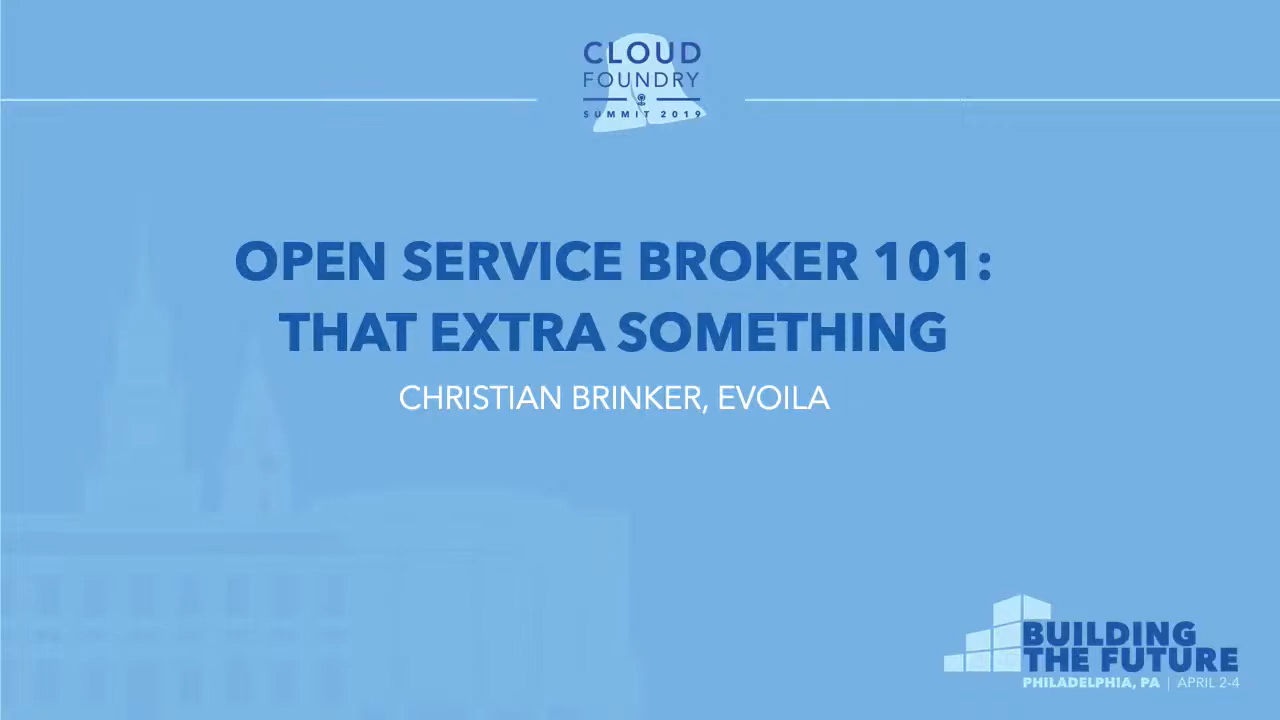 CLOUD
FOUNDRY
SUMMIT 2019
OPEN SERVICE BROKER 101:
THAT EXTRA SOMETHING
CHRISTIAN BRINKER, EVOILA
BUILDING
THE FUTURE
PHILADELPHIA, PA | APRIL 2-4